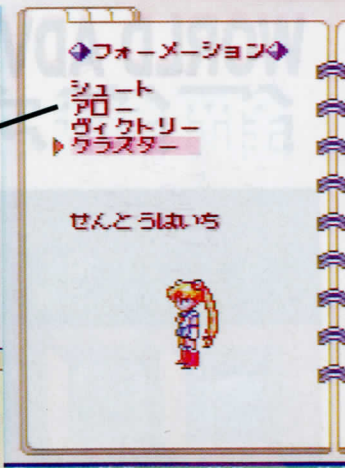 フォーメーション
シュート
アロー
ヴィクトリー
クラスター
せんとうはいち